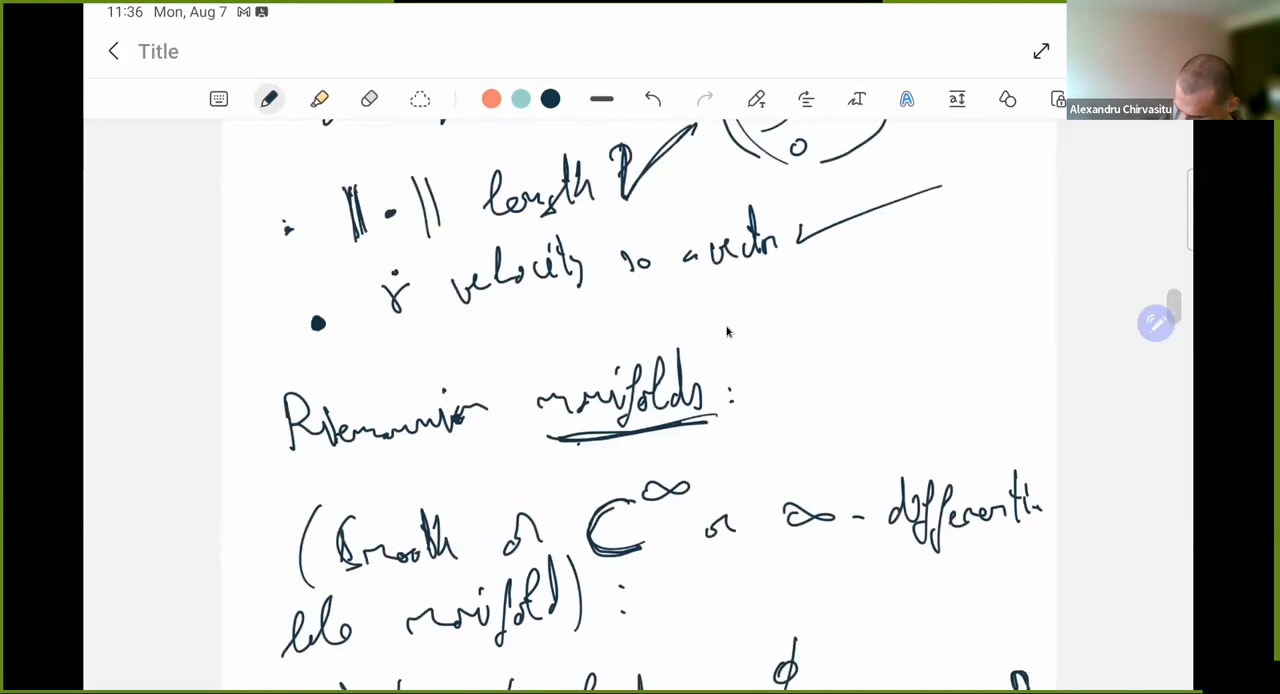 11:36 Mon, Aug 7
Title
Alexandru Chirvasitu
‖·‖ length
γ̇ velocity so a vector
Riemannian manifolds:
(Smooth or C^∞ or ∞-differentia
ble manifold):
ϕ